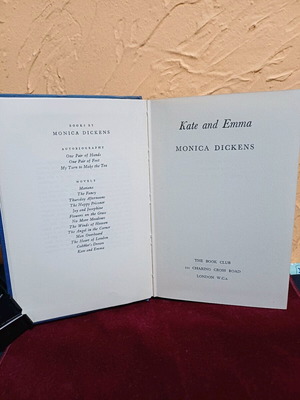 BOOKS BY
MONICA DICKENS
AUTOBIOGRAPHY
One Pair of Hands
One Pair of Feet
My Turn to Make the Tea
NOVELS
Mariana
The Fancy
Thursday Afternoons
The Happy Prisoner
Joy and Josephine
Flowers on the Grass
No More Meadows
The Winds of Heaven
The Angel in the Corner
Man Overboard
The Heart of London
Cobbler's Dream
Kate and Emma
Kate and Emma
MONICA DICKENS
THE BOOK CLUB
CHARING CROSS ROAD
LONDON W.C.2